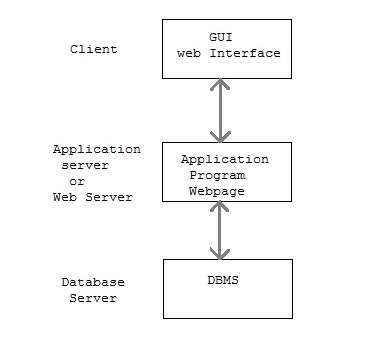 Client
GUI
web Interface
Application
server
or
Web Server
Application
Program
Webpage
Database
Server
DBMS